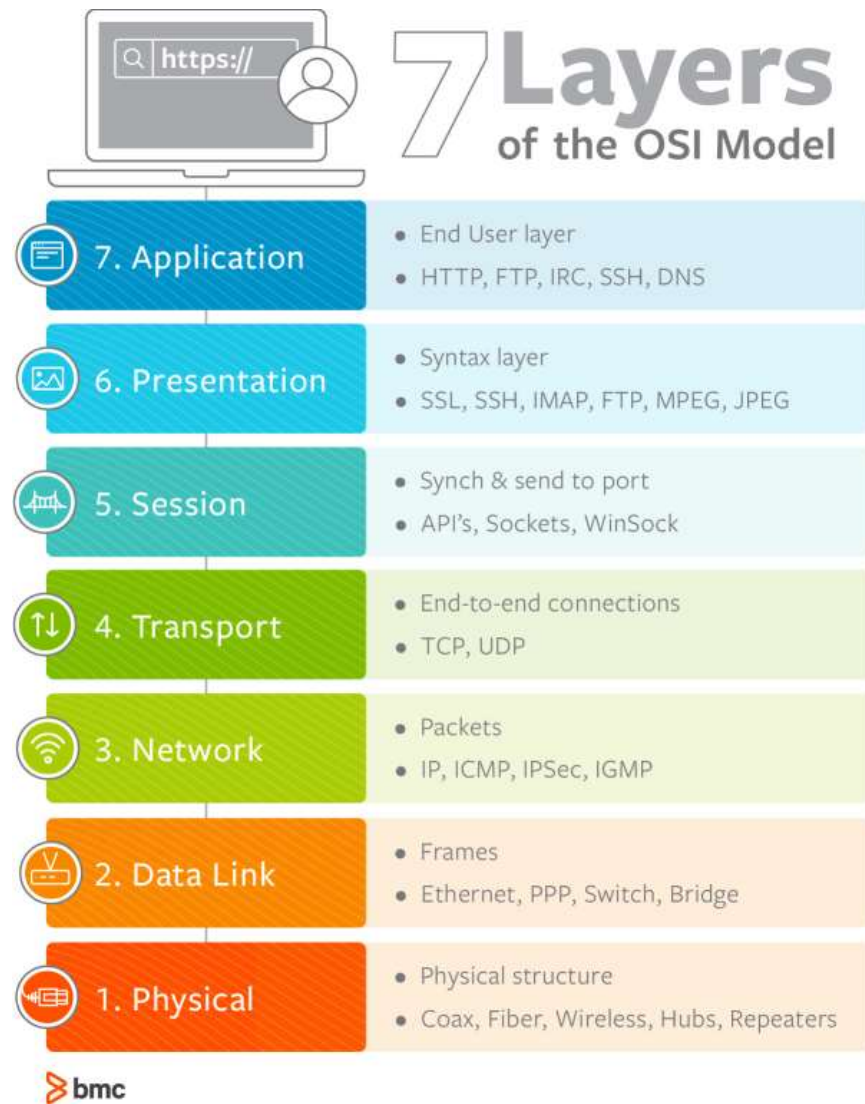 https://
7 Layers
of the OSI Model
7. Application
• End User layer
• HTTP, FTP, IRC, SSH, DNS
6. Presentation
• Syntax layer
• SSL, SSH, IMAP, FTP, MPEG, JPEG
5. Session
• Synch & send to port
• API's, Sockets, WinSock
4. Transport
• End-to-end connections
• TCP, UDP
3. Network
• Packets
• IP, ICMP, IPSec, IGMP
2. Data Link
• Frames
• Ethernet, PPP, Switch, Bridge
1. Physical
• Physical structure
• Coax, Fiber, Wireless, Hubs, Repeaters
bmc